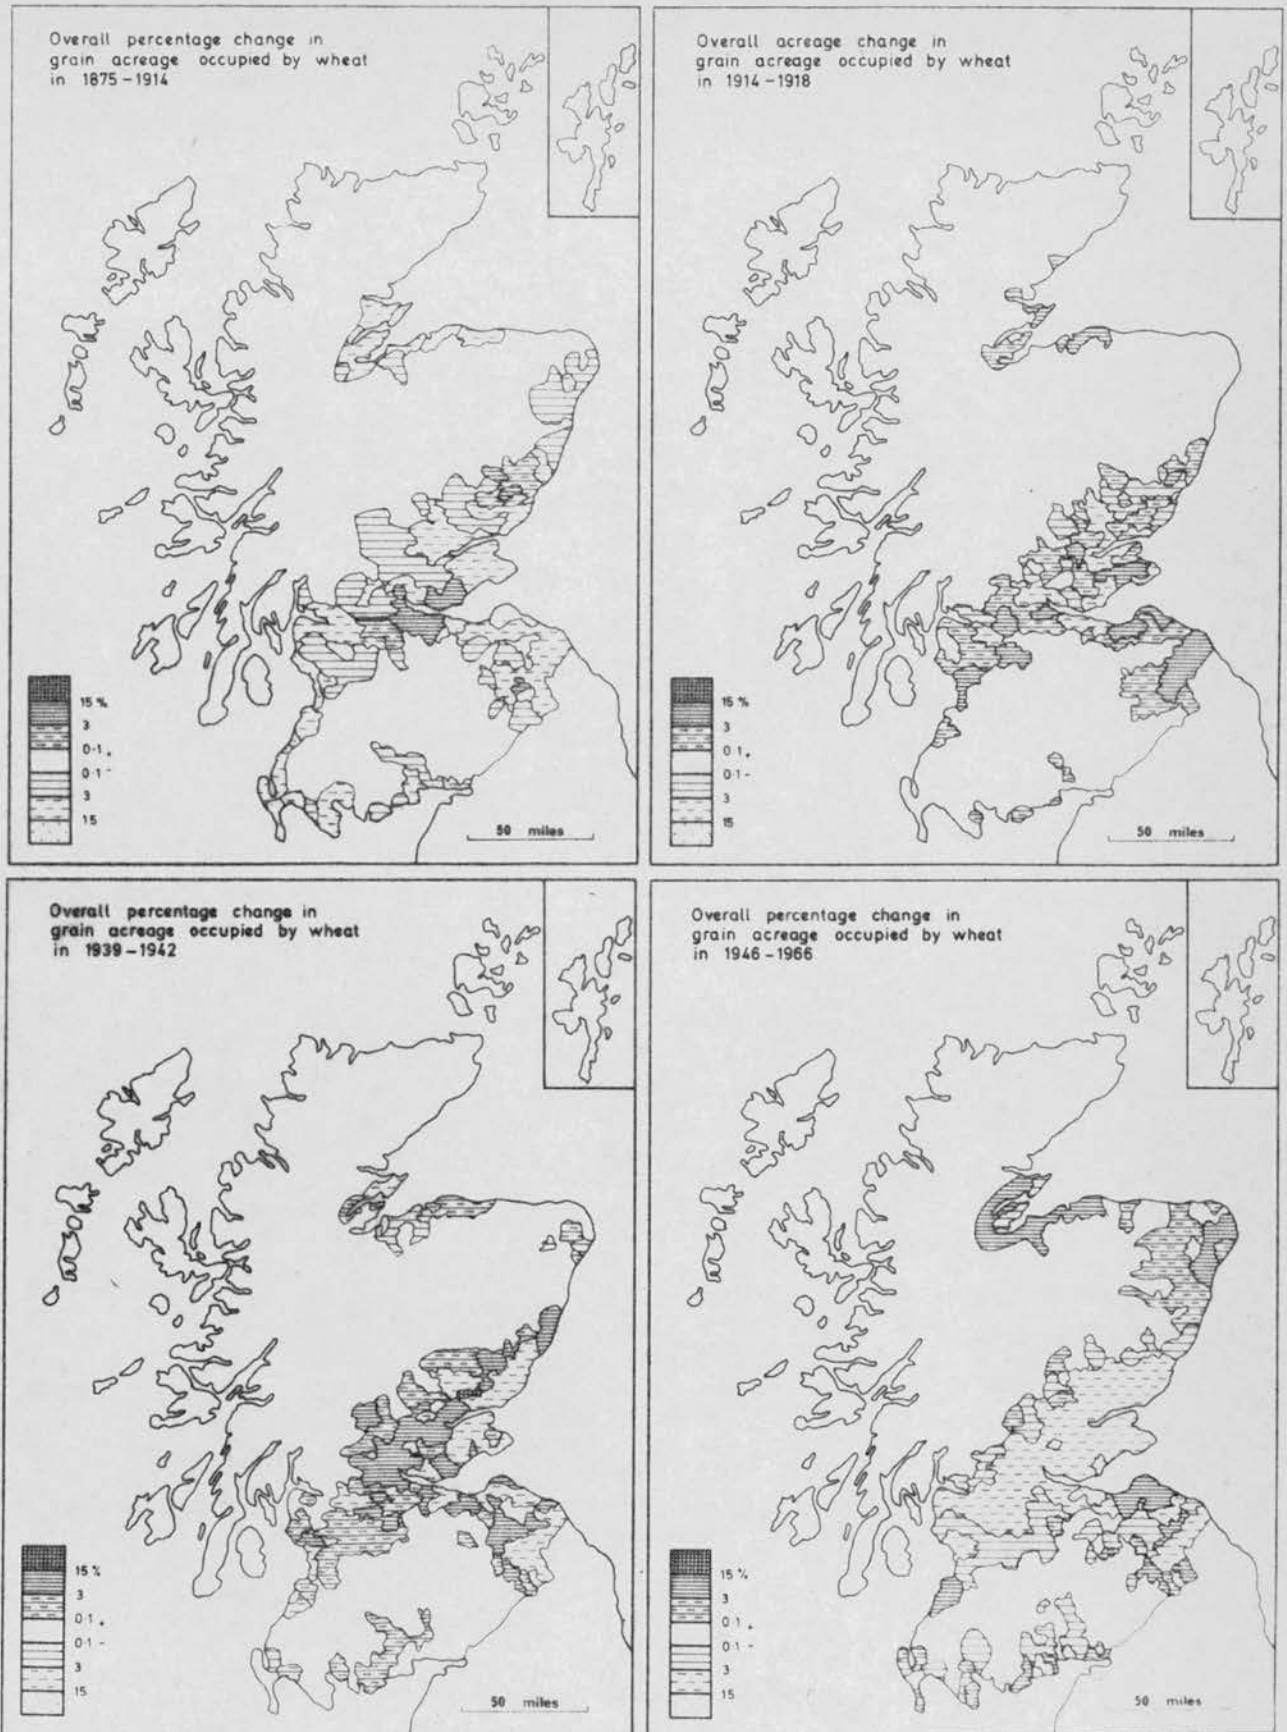 Overall percentage change in
grain acreage occupied by wheat
in 1875-1914
15 %
3
0·1 +
0·1 -
3
15
50 miles
Overall acreage change in
grain acreage occupied by wheat
in 1914-1918
15 %
3
0·1 +
0·1 -
3
15
50 miles
Overall percentage change in
grain acreage occupied by wheat
in 1939-1942
15 %
3
0·1 +
0·1 -
3
15
50 miles
Overall percentage change in
grain acreage occupied by wheat
in 1946-1966
15 %
3
0·1 +
0·1 -
3
15
50 miles